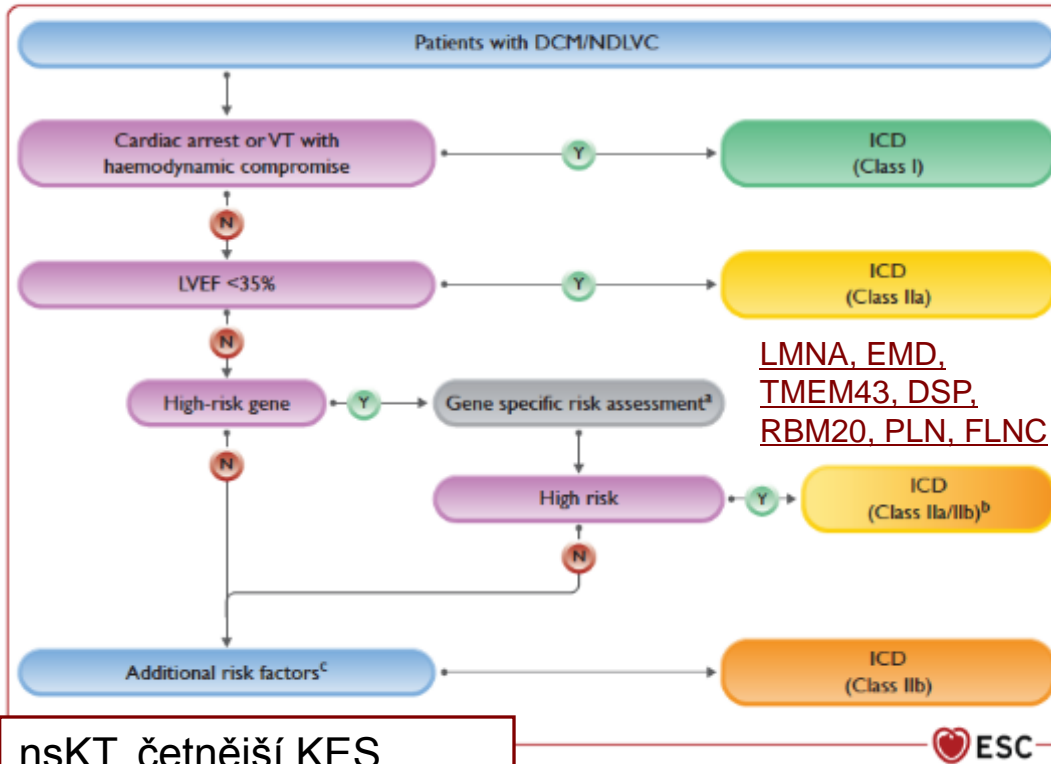 Patients with DCM/NDLVC
Cardiac arrest or VT with
haemodynamic compromise
Y
ICD
(Class I)
N
LVEF <35%
Y
ICD
(Class IIa)
N
LMNA, EMD,
TMEM43, DSP,
RBM20, PLN, FLNC
High-risk gene
Y
Gene specific risk assessmentª
N
High risk
Y
ICD
(Class IIa/IIb)ᵇ
N
Additional risk factorsᶜ
ICD
(Class IIb)
nsKT, četnější KES
ESC